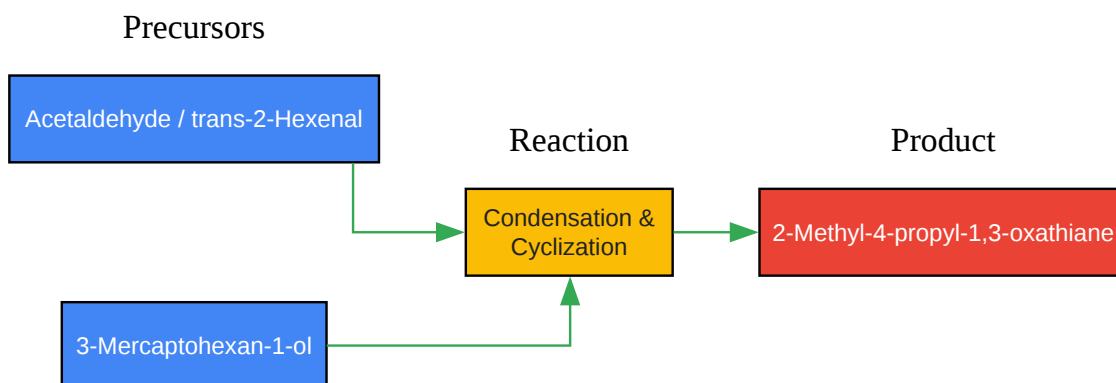 Precursors
Acetaldehyde / trans-2-Hexenal
Reaction
Product
Condensation &
Cyclization
2-Methyl-4-propyl-1,3-oxathiane
3-Mercaptohexan-1-ol